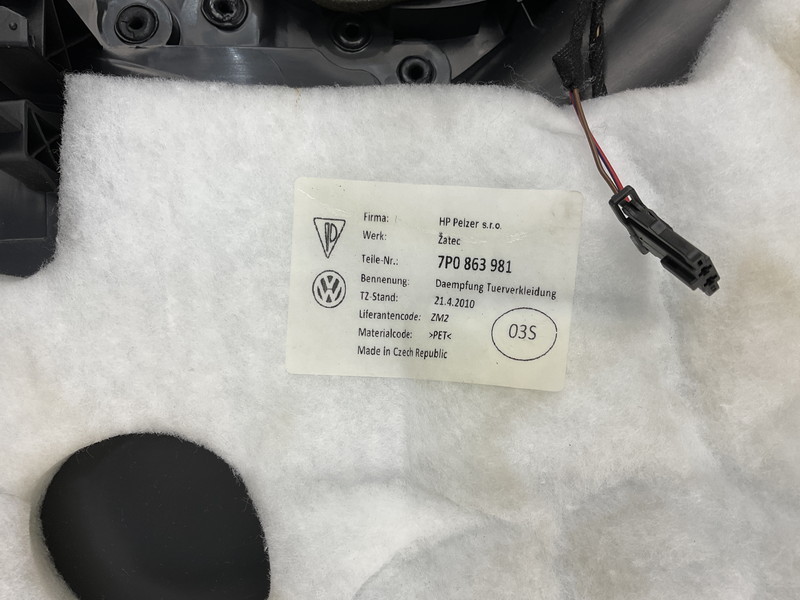 Firma: HP Pelzer s.r.o.
Werk: Žatec
Teile-Nr.: 7P0 863 981
Bennenung: Daempfung Tuerverkleidung
TZ-Stand: 21.4.2010
Liferantencode: ZM2
Materialcode: >PET<
03S
Made in Czech Republic